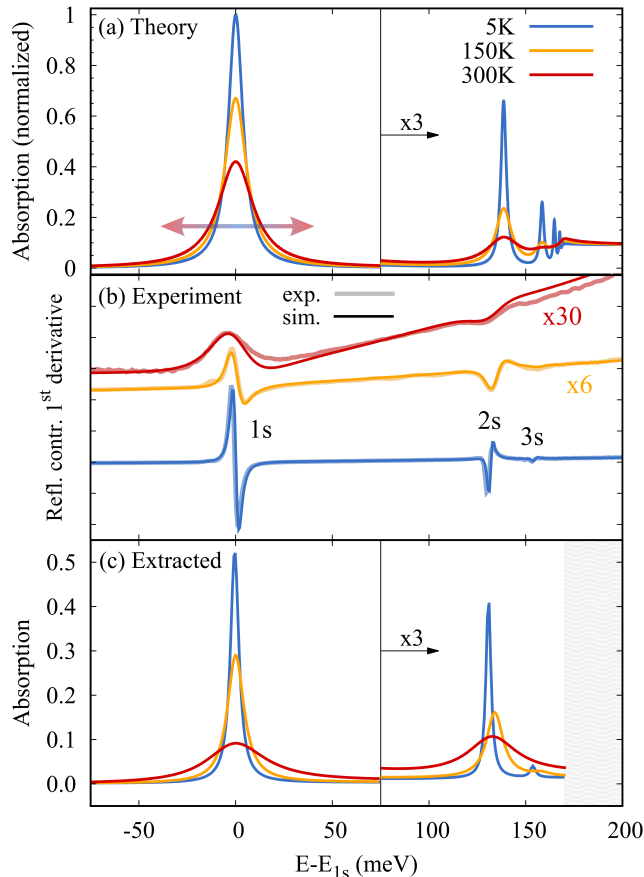 (a) Theory
5K
150K
300K
x3
Absorption (normalized)
1
0.8
0.6
0.4
0.2
0
(b) Experiment
exp.
sim.
x30
x6
1s
2s
3s
Refl. contr. 1st derivative
(c) Extracted
x3
Absorption
0.5
0.4
0.3
0.2
0.1
0.0
-50 0 50 100 150 200
E-E1s (meV)